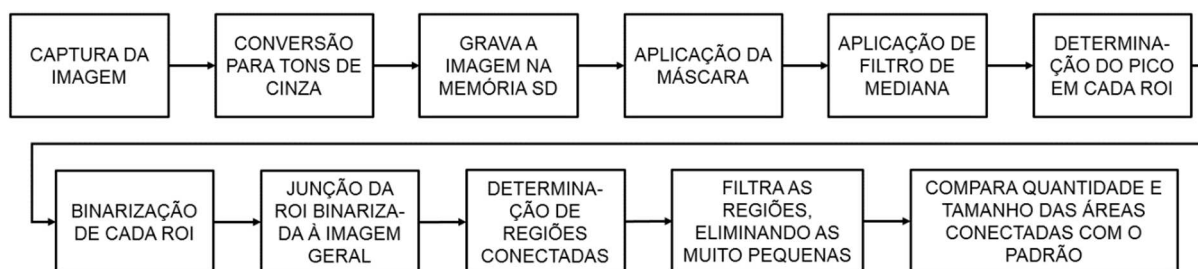 CAPTURA DA
IMAGEM
CONVERSÃO
PARA TONS DE
CINZA
GRAVA A
IMAGEM NA
MEMÓRIA SD
APLICAÇÃO DA
MÁSCARA
APLICAÇÃO DE
FILTRO DE
MEDIANA
DETERMINA-
ÇÃO DO PICO
EM CADA ROI
BINARIZAÇÃO
DE CADA ROI
JUNÇÃO DA
ROI BINARIZA-
DA À IMAGEM
GERAL
DETERMINA-
ÇÃO DE
REGIÕES
CONECTADAS
FILTRA AS
REGIÕES,
ELIMINANDO AS
MUITO PEQUENAS
COMPARA QUANTIDADE E
TAMANHO DAS ÁREAS
CONECTADAS COM O
PADRÃO